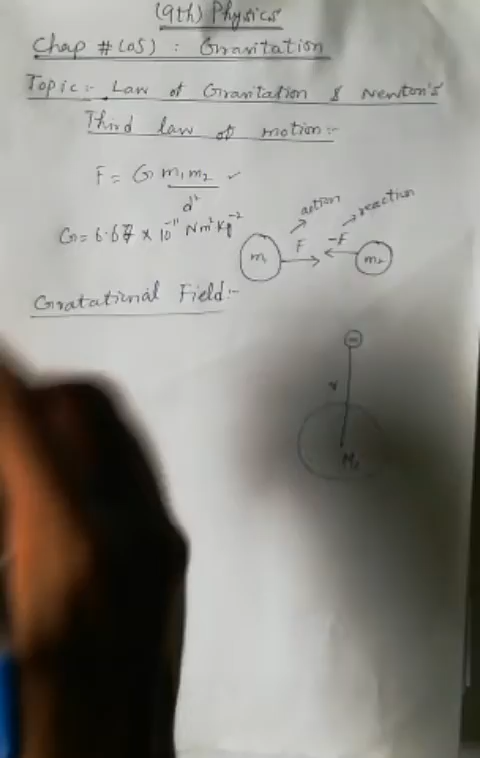 (9th) Physics
Chap # (05) : Gravitation
Topic:- Law of Gravitation & Newton's
Third law of motion:-
F = G m₁m₂
d²
action
reaction
G = 6.67 × 10⁻¹¹ Nm²Kg⁻²
m₁
F
-F
m₂
Gratational Field:-
m
r